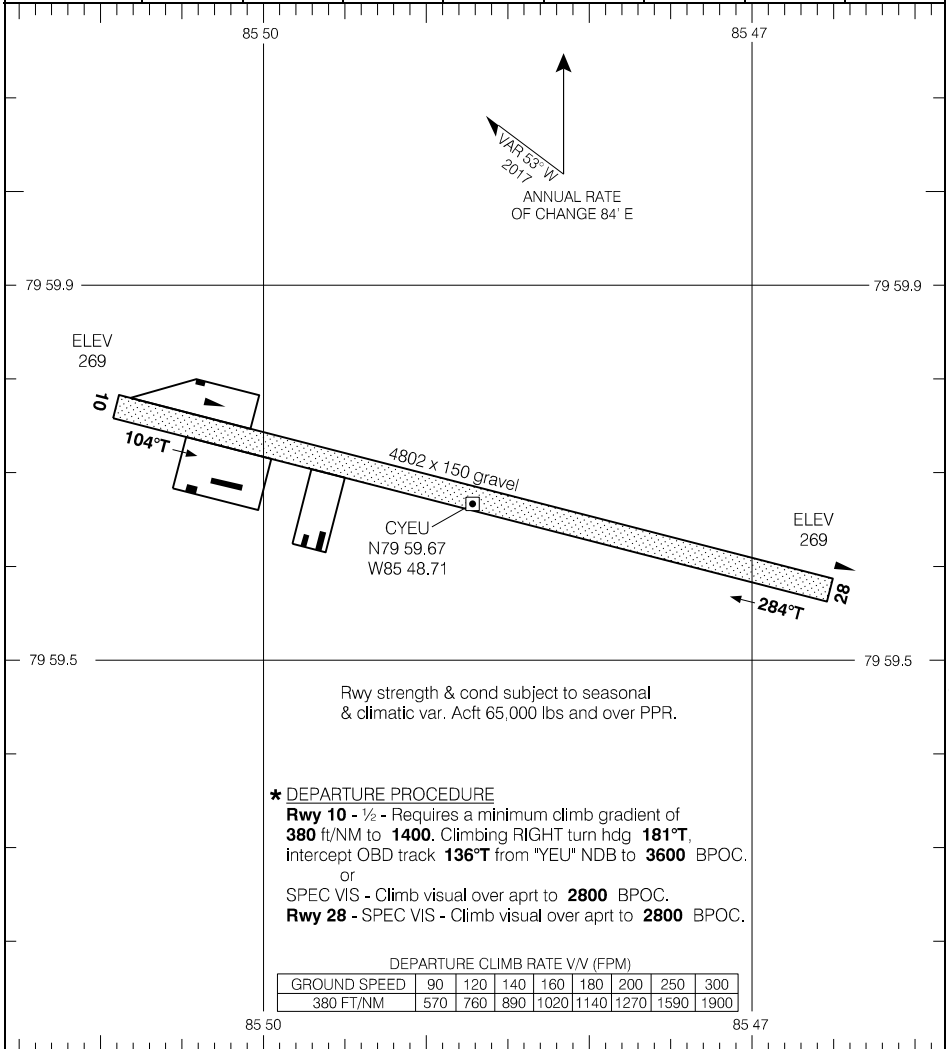 85 50
85 47
VAR 53° W
2017
ANNUAL RATE
OF CHANGE 84' E
79 59.9
79 59.9
ELEV
269
10
104°T
4802 x 150 gravel
CYEU
N79 59.67
W85 48.71
ELEV
269
28
284°T
79 59.5
79 59.5
Rwy strength & cond subject to seasonal
& climatic var. Acft 65,000 lbs and over PPR.
* DEPARTURE PROCEDURE
Rwy 10 - ½ - Requires a minimum climb gradient of
380 ft/NM to 1400. Climbing RIGHT turn hdg 181°T,
intercept OBD track 136°T from "YEU" NDB to 3600 BPOC.
or
SPEC VIS - Climb visual over aprt to 2800 BPOC.
Rwy 28 - SPEC VIS - Climb visual over aprt to 2800 BPOC.
DEPARTURE CLIMB RATE V/V (FPM)
GROUND SPEED 90 120 140 160 180 200 250 300
380 FT/NM 570 760 890 1020 1140 1270 1590 1900
85 50
85 47